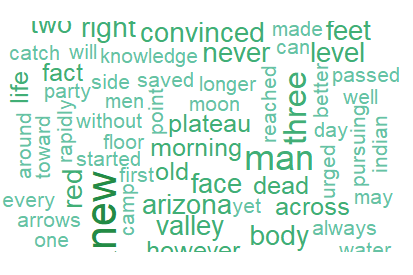 two right convinced made feet
catch will knowledge never can level
life fact side saved longer reached three better passed
party men point moon well
around toward rapidly without plateau day pursuing indian
floor morning
started first old man urged
red new camp face dead
every arizona yet across may
arrows valley body always
one however water